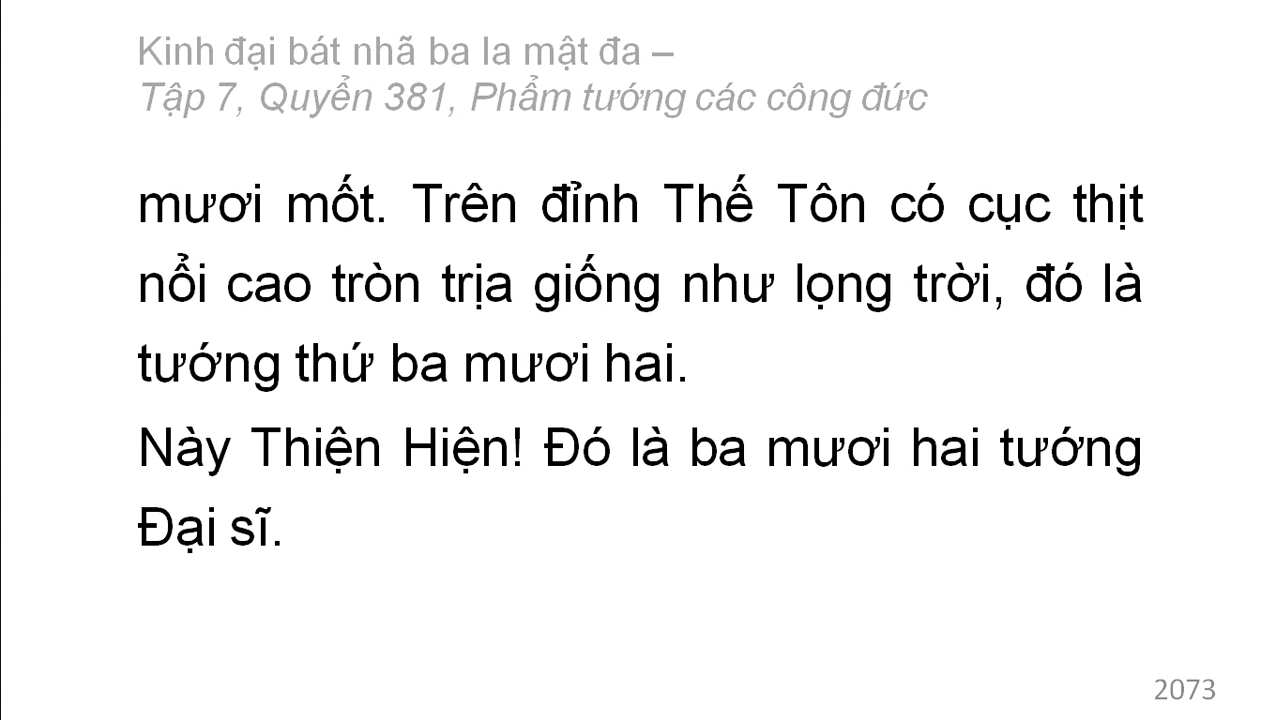 Kinh đại bát nhã ba la mật đa –
Tập 7, Quyển 381, Phẩm tướng các công đức
mươi mốt. Trên đỉnh Thế Tôn có cục thịt
nổi cao tròn trịa giống như lọng trời, đó là
tướng thứ ba mươi hai.
Này Thiện Hiện! Đó là ba mươi hai tướng
Đại sĩ.
2073